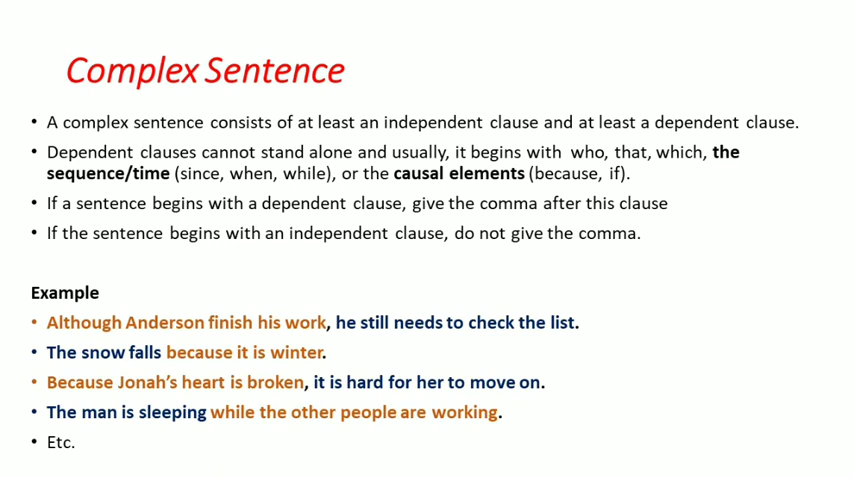 Complex Sentence
• A complex sentence consists of at least an independent clause and at least a dependent clause.
• Dependent clauses cannot stand alone and usually, it begins with who, that, which, the
sequence/time (since, when, while), or the causal elements (because, if).
• If a sentence begins with a dependent clause, give the comma after this clause
• If the sentence begins with an independent clause, do not give the comma.
Example
• Although Anderson finish his work, he still needs to check the list.
• The snow falls because it is winter.
• Because Jonah's heart is broken, it is hard for her to move on.
• The man is sleeping while the other people are working.
• Etc.